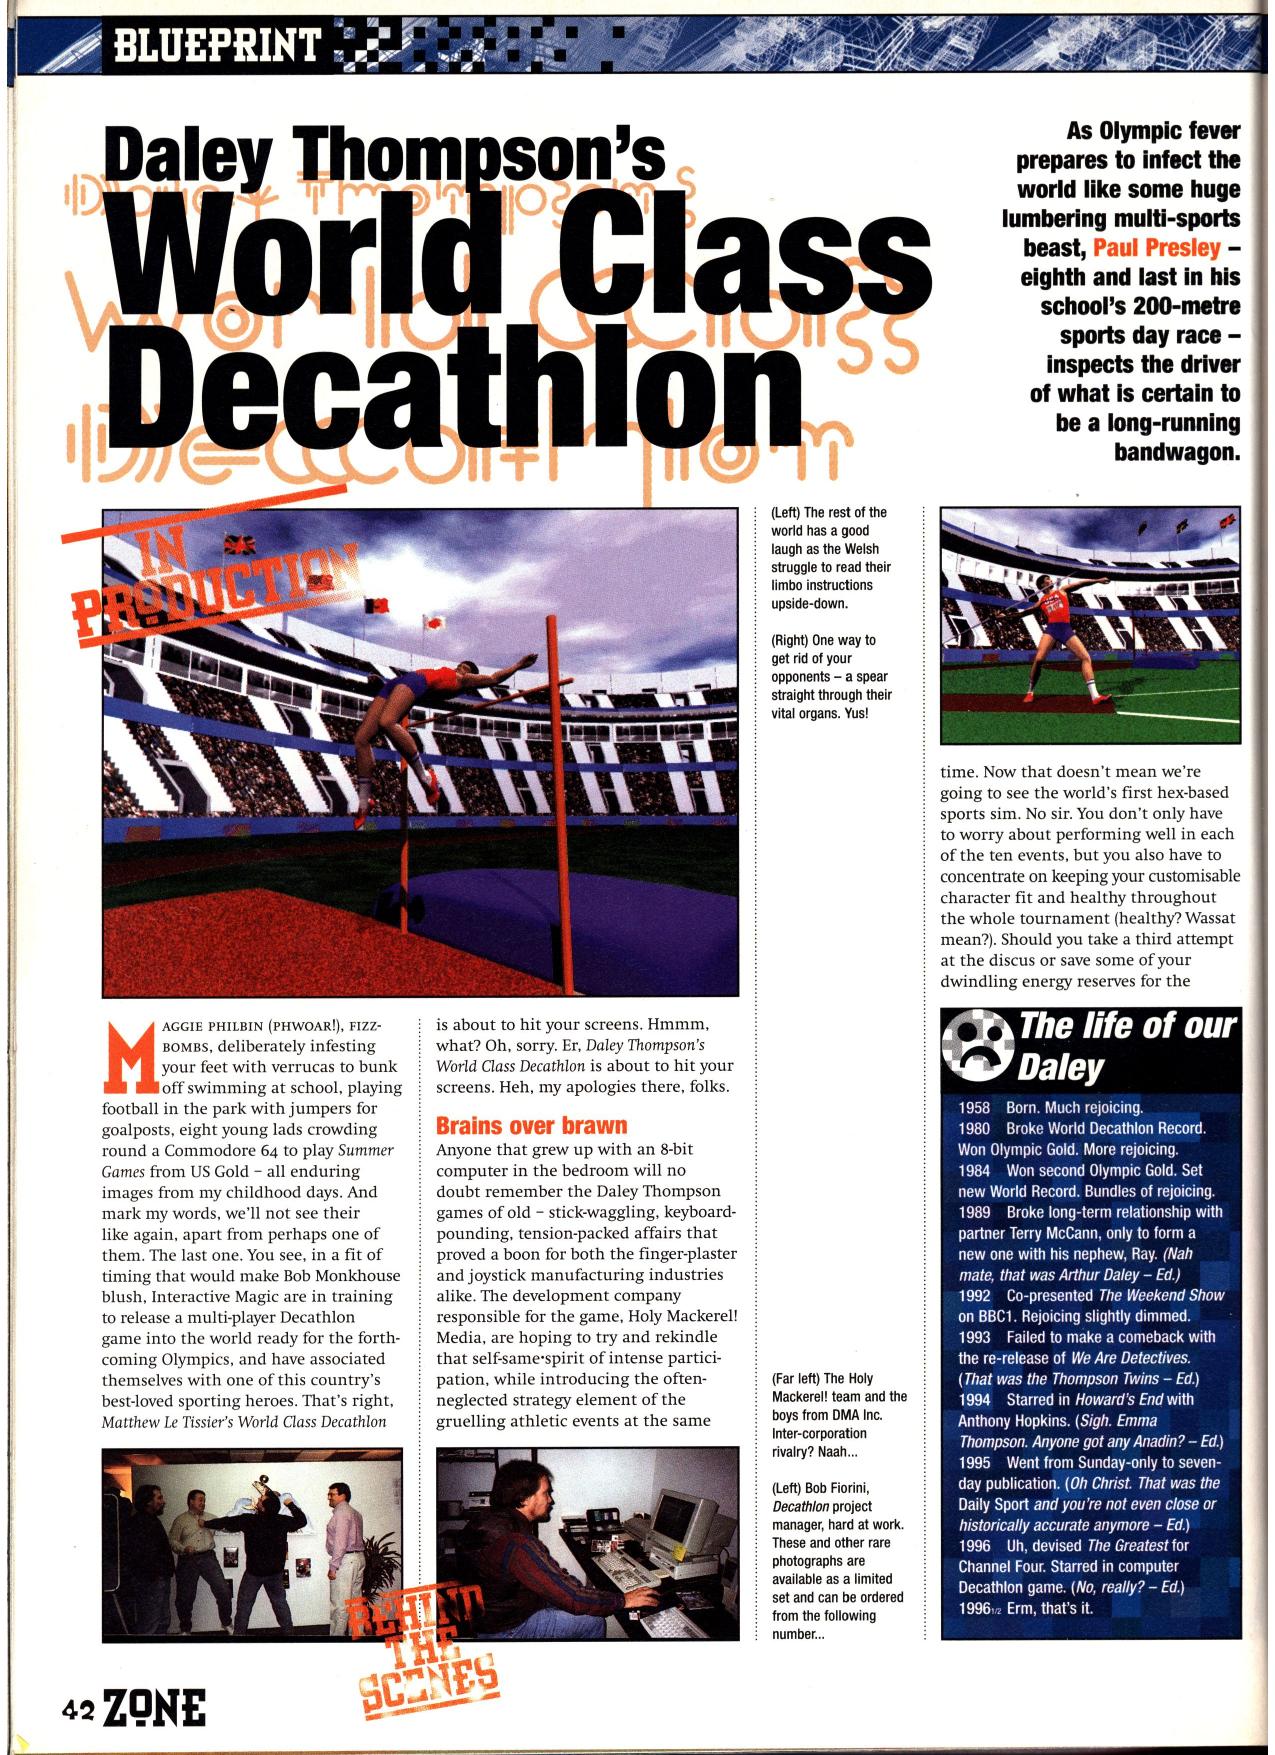 BLUEPRINT
Daley Thompson's
World Class
Decathlon
As Olympic fever
prepares to infect the
world like some huge
lumbering multi-sports
beast, Paul Presley –
eighth and last in his
school's 200-metre
sports day race –
inspects the driver
of what is certain to
be a long-running
bandwagon.
IN
PRODUCTION
(Left) The rest of the
world has a good
laugh as the Welsh
struggle to read their
limbo instructions
upside-down.
(Right) One way to
get rid of your
opponents – a spear
straight through their
vital organs. Yus!
MAGGIE PHILBIN (PHWOAR!), FIZZ-
BOMBS, deliberately infesting
your feet with verrucas to bunk
off swimming at school, playing
football in the park with jumpers for
goalposts, eight young lads crowding
round a Commodore 64 to play Summer
Games from US Gold – all enduring
images from my childhood days. And
mark my words, we'll not see their
like again, apart from perhaps one of
them. The last one. You see, in a fit of
timing that would make Bob Monkhouse
blush, Interactive Magic are in training
to release a multi-player Decathlon
game into the world ready for the forth-
coming Olympics, and have associated
themselves with one of this country's
best-loved sporting heroes. That's right,
Matthew Le Tissier's World Class Decathlon
is about to hit your screens. Hmmm,
what? Oh, sorry. Er, Daley Thompson's
World Class Decathlon is about to hit your
screens. Heh, my apologies there, folks.
Brains over brawn
Anyone that grew up with an 8-bit
computer in the bedroom will no
doubt remember the Daley Thompson
games of old – stick-waggling, keyboard-
pounding, tension-packed affairs that
proved a boon for both the finger-plaster
and joystick manufacturing industries
alike. The development company
responsible for the game, Holy Mackerel!
Media, are hoping to try and rekindle
that self-same spirit of intense partici-
pation, while introducing the often-
neglected strategy element of the
gruelling athletic events at the same
time. Now that doesn't mean we're
going to see the world's first hex-based
sports sim. No sir. You don't only have
to worry about performing well in each
of the ten events, but you also have to
concentrate on keeping your customisable
character fit and healthy throughout
the whole tournament (healthy? Wassat
mean?). Should you take a third attempt
at the discus or save some of your
dwindling energy reserves for the
(Far left) The Holy
Mackerel! team and the
boys from DMA Inc.
Inter-corporation
rivalry? Naah...
(Left) Bob Fiorini,
Decathlon project
manager, hard at work.
These and other rare
photographs are
available as a limited
set and can be ordered
from the following
number...
BEHIND
THE
SCENES
The life of our
Daley
1958 Born. Much rejoicing.
1980 Broke World Decathlon Record.
Won Olympic Gold. More rejoicing.
1984 Won second Olympic Gold. Set
new World Record. Bundles of rejoicing.
1989 Broke long-term relationship with
partner Terry McCann, only to form a
new one with his nephew, Ray. (Nah
mate, that was Arthur Daley – Ed.)
1992 Co-presented The Weekend Show
on BBC1. Rejoicing slightly dimmed.
1993 Failed to make a comeback with
the re-release of We Are Detectives.
(That was the Thompson Twins – Ed.)
1994 Starred in Howard's End with
Anthony Hopkins. (Sigh. Emma
Thompson. Anyone got any Anadin? – Ed.)
1995 Went from Sunday-only to seven-
day publication. (Oh Christ. That was the
Daily Sport and you're not even close or
historically accurate anymore – Ed.)
1996 Uh, devised The Greatest for
Channel Four. Starred in computer
Decathlon game. (No, really? – Ed.)
1996 1/2 Erm, that's it.
42 ZONE